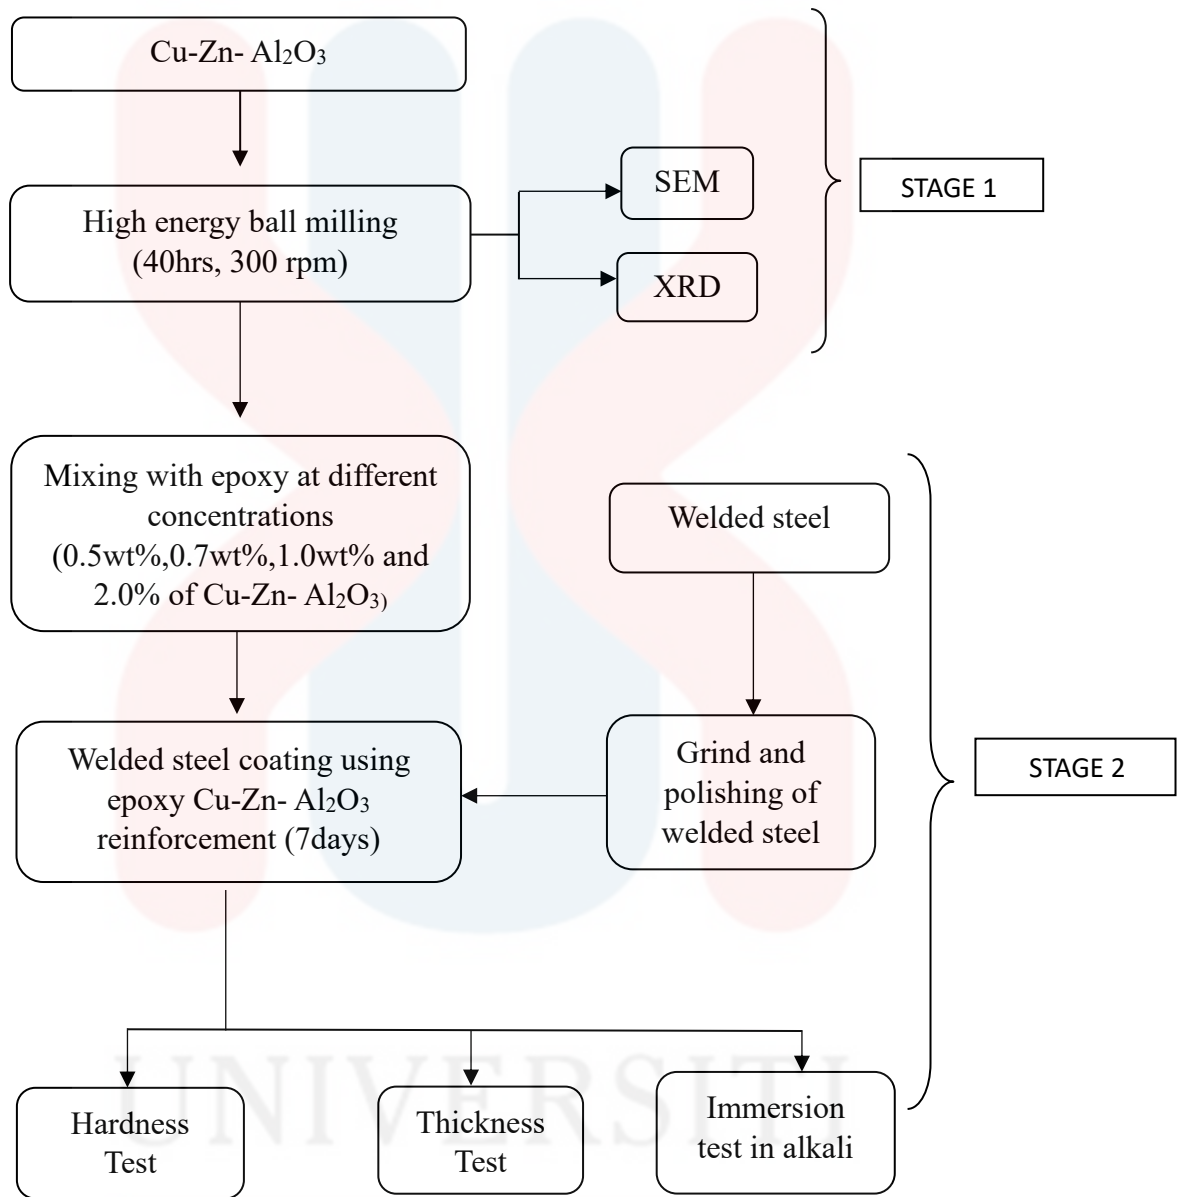 Cu-Zn- Al₂O₃
High energy ball milling
(40hrs, 300 rpm)
SEM
XRD
STAGE 1
Mixing with epoxy at different
concentrations
(0.5wt%,0.7wt%,1.0wt% and
2.0% of Cu-Zn- Al₂O₃)
Welded steel
Welded steel coating using
epoxy Cu-Zn- Al₂O₃
reinforcement (7days)
Grind and
polishing of
welded steel
STAGE 2
Hardness
Test
Thickness
Test
Immersion
test in alkali
UNIVERSITI